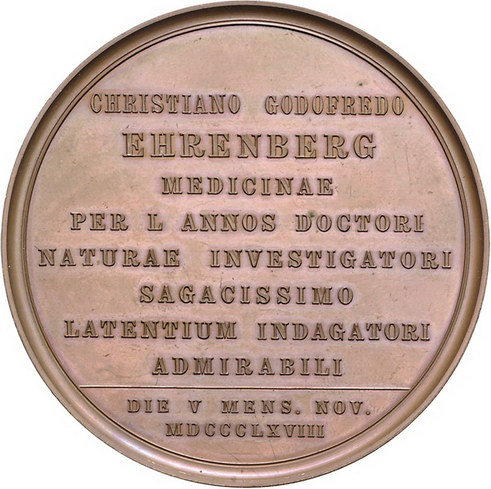 CHRISTIANO GODOFREDO
EHRENBERG
MEDICINAE
PER L ANNOS DOCTORI
NATURAE INVESTIGATORI
SAGACISSIMO
LATENTIUM INDAGATORI
ADMIRABILI
DIE V MENS. NOV.
MDCCCLXVIII